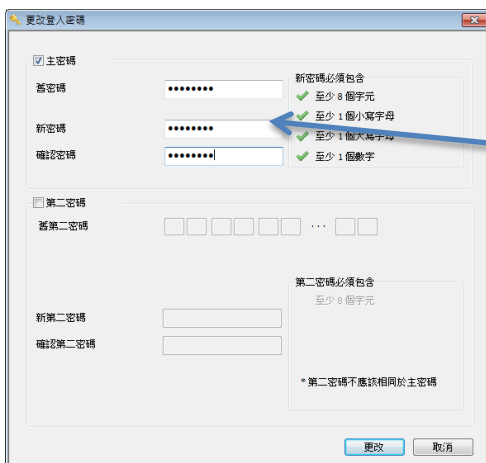 更改登入密碼
主密碼
舊密碼
新密碼必須包含
至少 8 個字元
至少 1 個小寫字母
新密碼
至少 1 個大寫字母
確認密碼
至少 1 個數字
第二密碼
舊第二密碼
...
第二密碼必須包含
至少 8 個字元
新第二密碼
確認第二密碼
*第二密碼不應該相同於主密碼
更改
取消